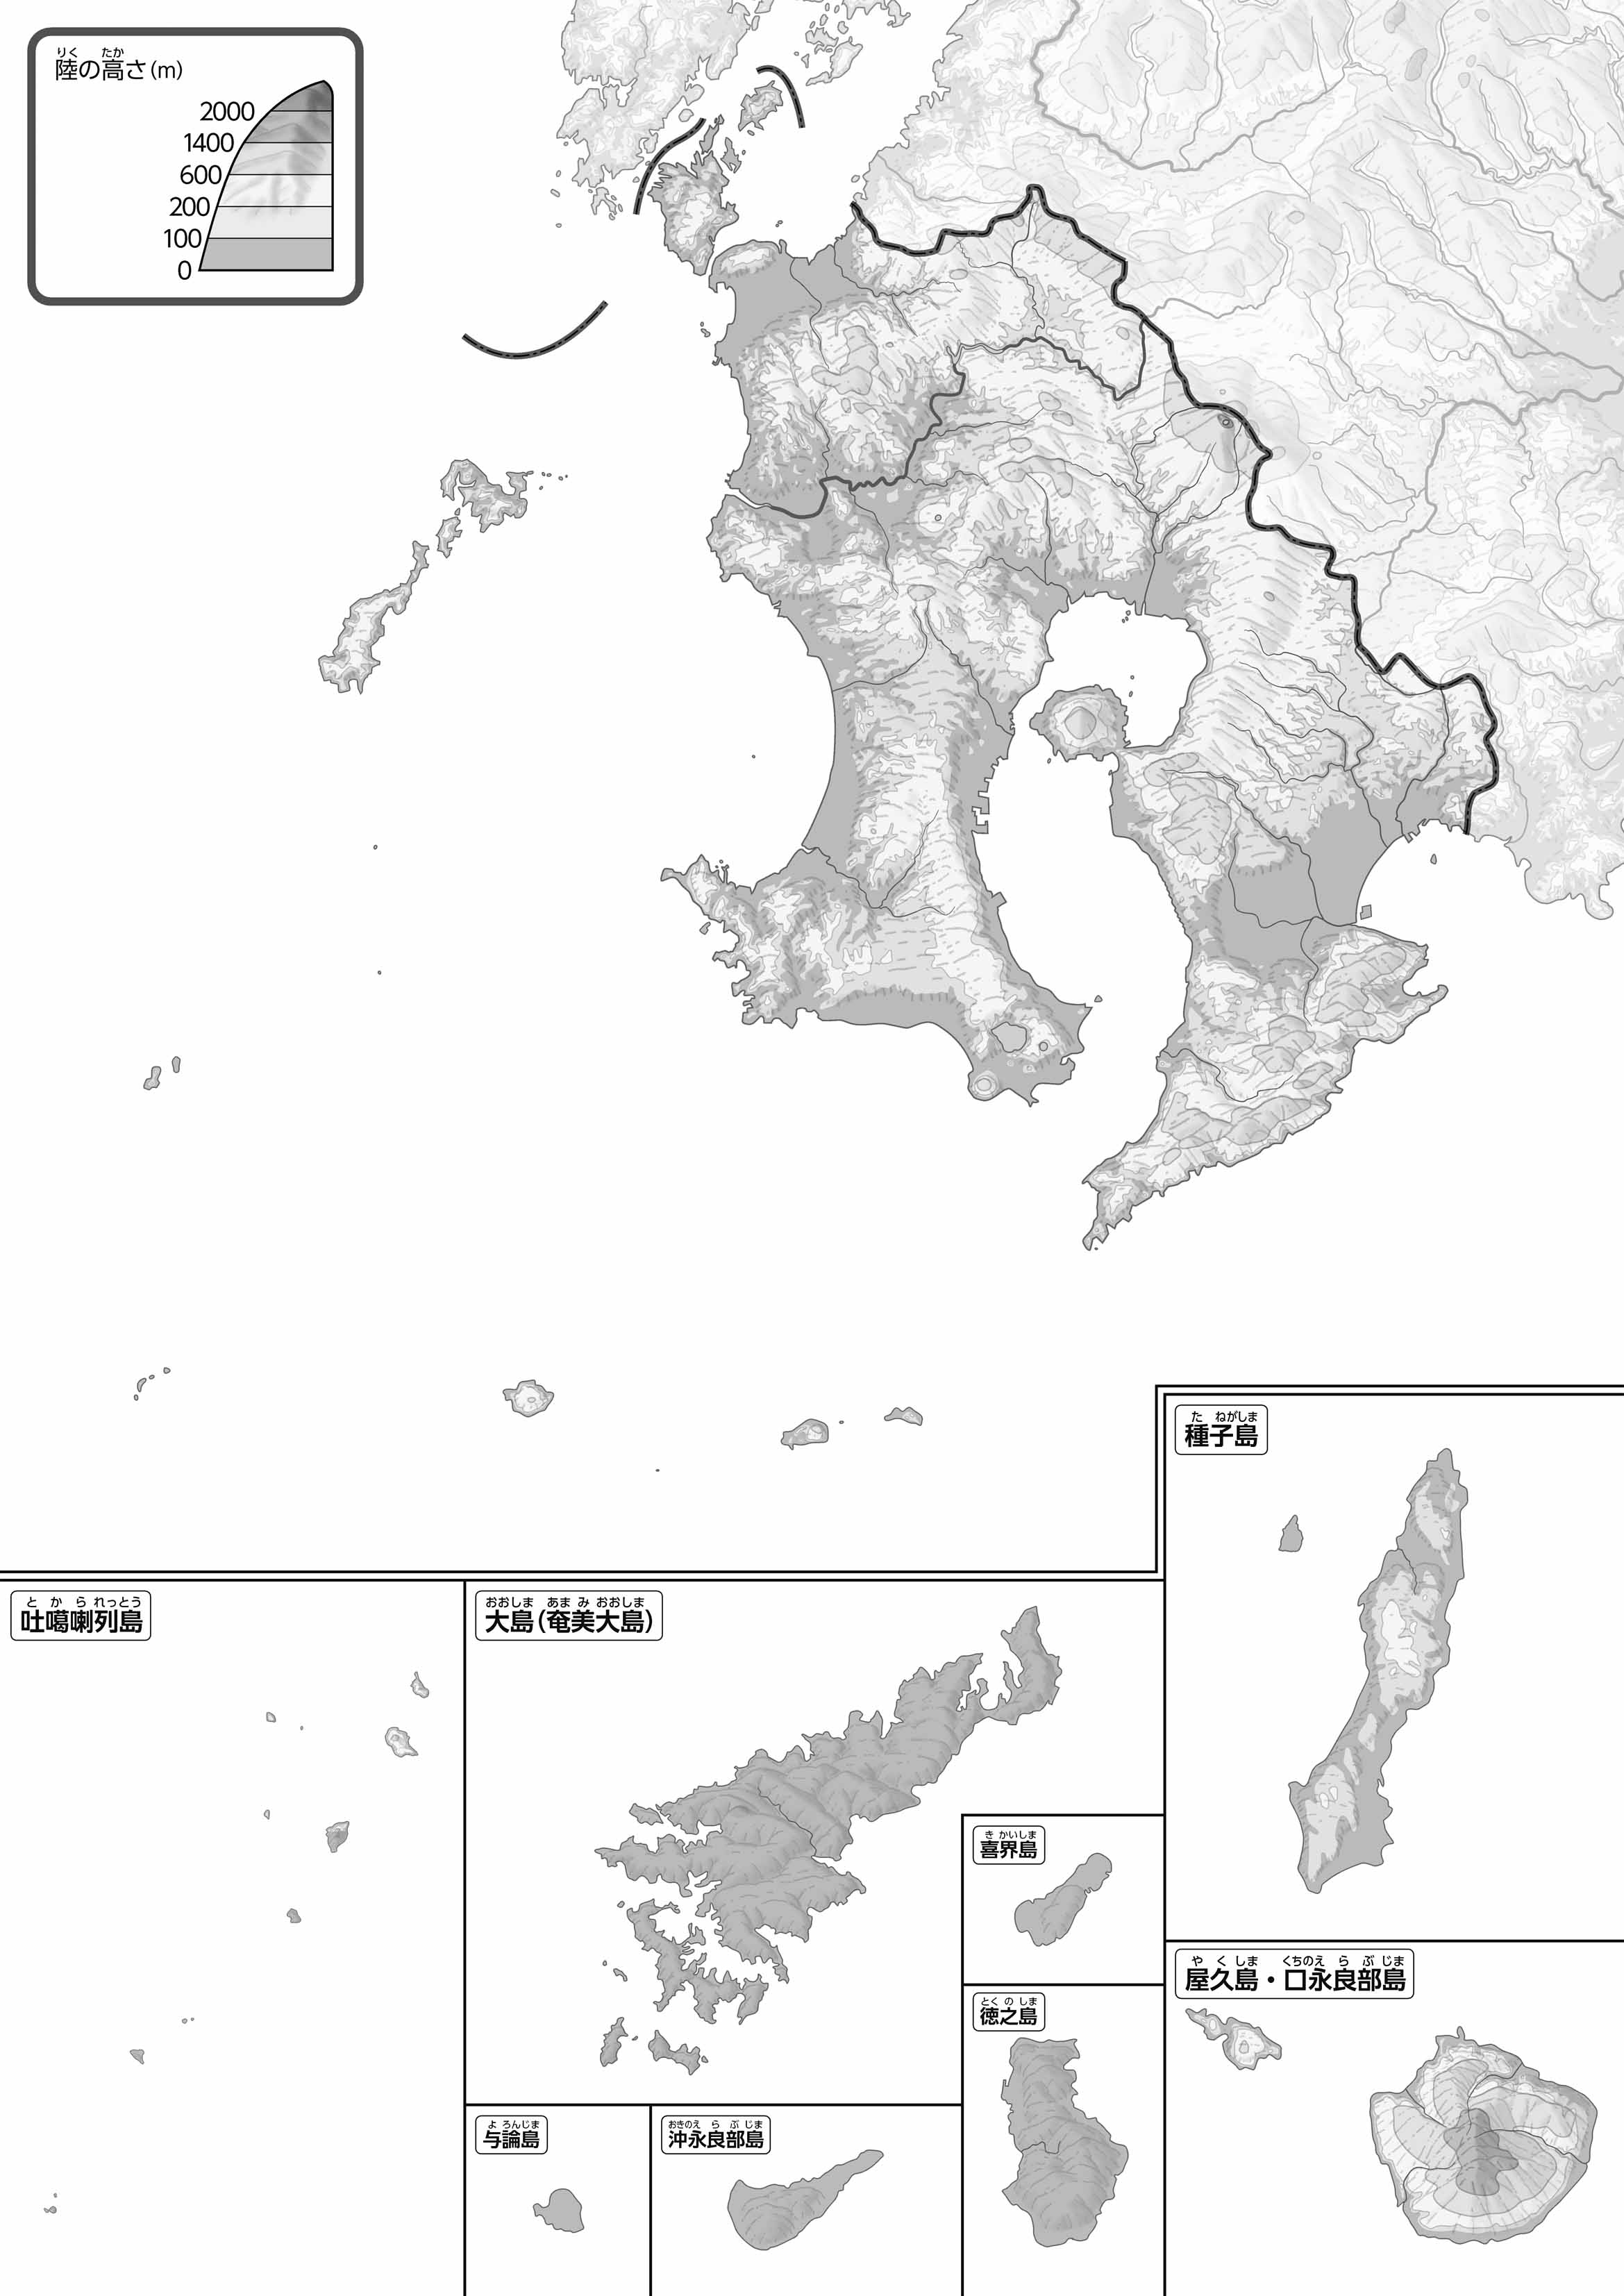 りく たか
陸の高さ(m)
2000
1400
600
200
100
0
た ねがしま
種子島
と か ら れっとう
吐噶喇列島
おおしま あま み おおしま
大島(奄美大島)
き かいしま
喜界島
や く しま くちのえ ら ぶ じま
屋久島・口永良部島
とく の しま
徳之島
よ ろんじま
与論島
おきのえ ら ぶ じま
沖永良部島